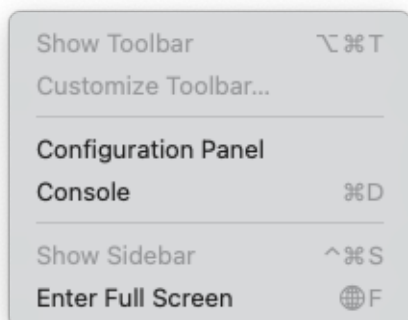 Show Toolbar ⌥⌘T
Customize Toolbar...
Configuration Panel
Console ⌘D
Show Sidebar ^⌘S
Enter Full Screen 🌐F